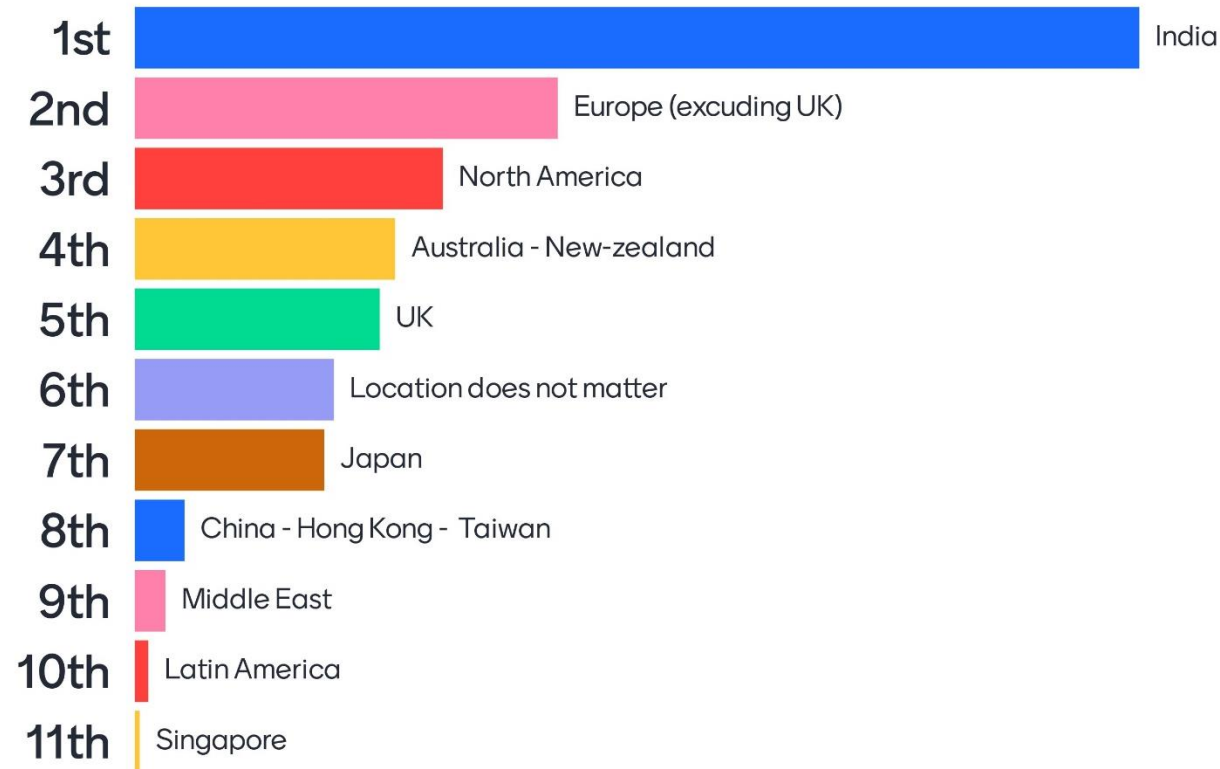 1st India
2nd Europe (excuding UK)
3rd North America
4th Australia - New-zealand
5th UK
6th Location does not matter
7th Japan
8th China - Hong Kong - Taiwan
9th Middle East
10th Latin America
11th Singapore